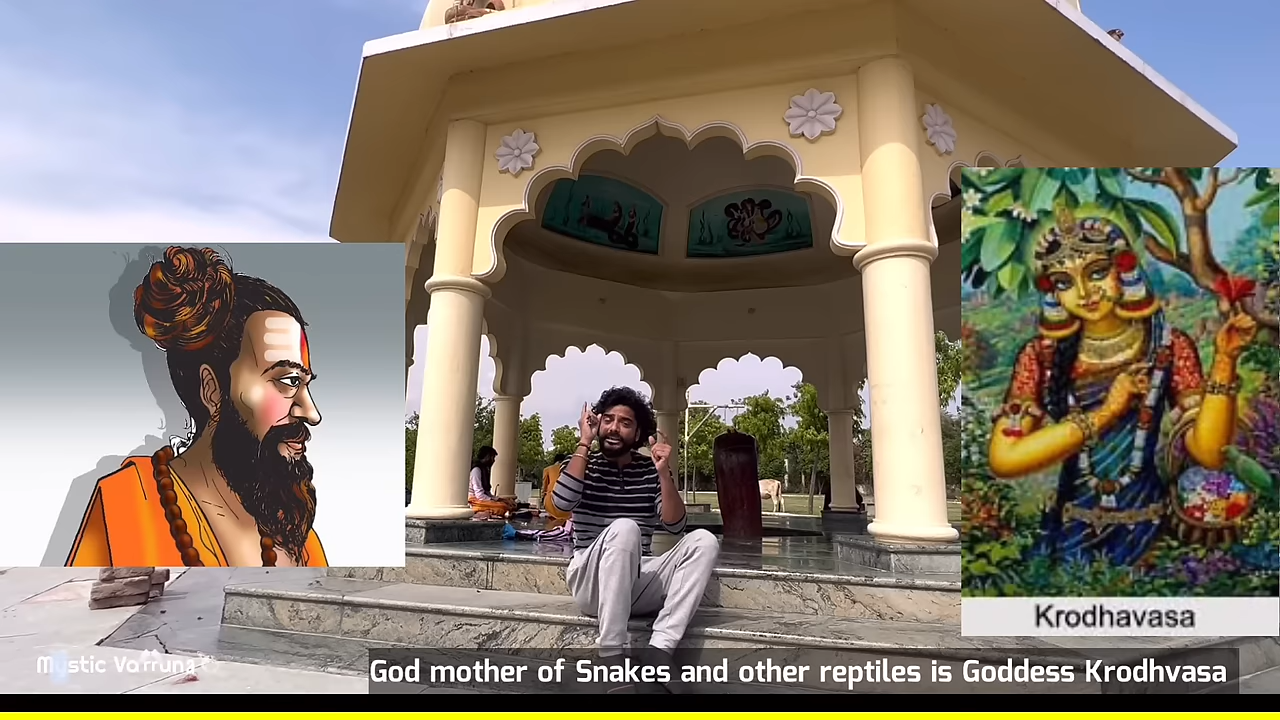 Krodhavasa
Mystic Varruna
God mother of Snakes and other reptiles is Goddess Krodhvasa